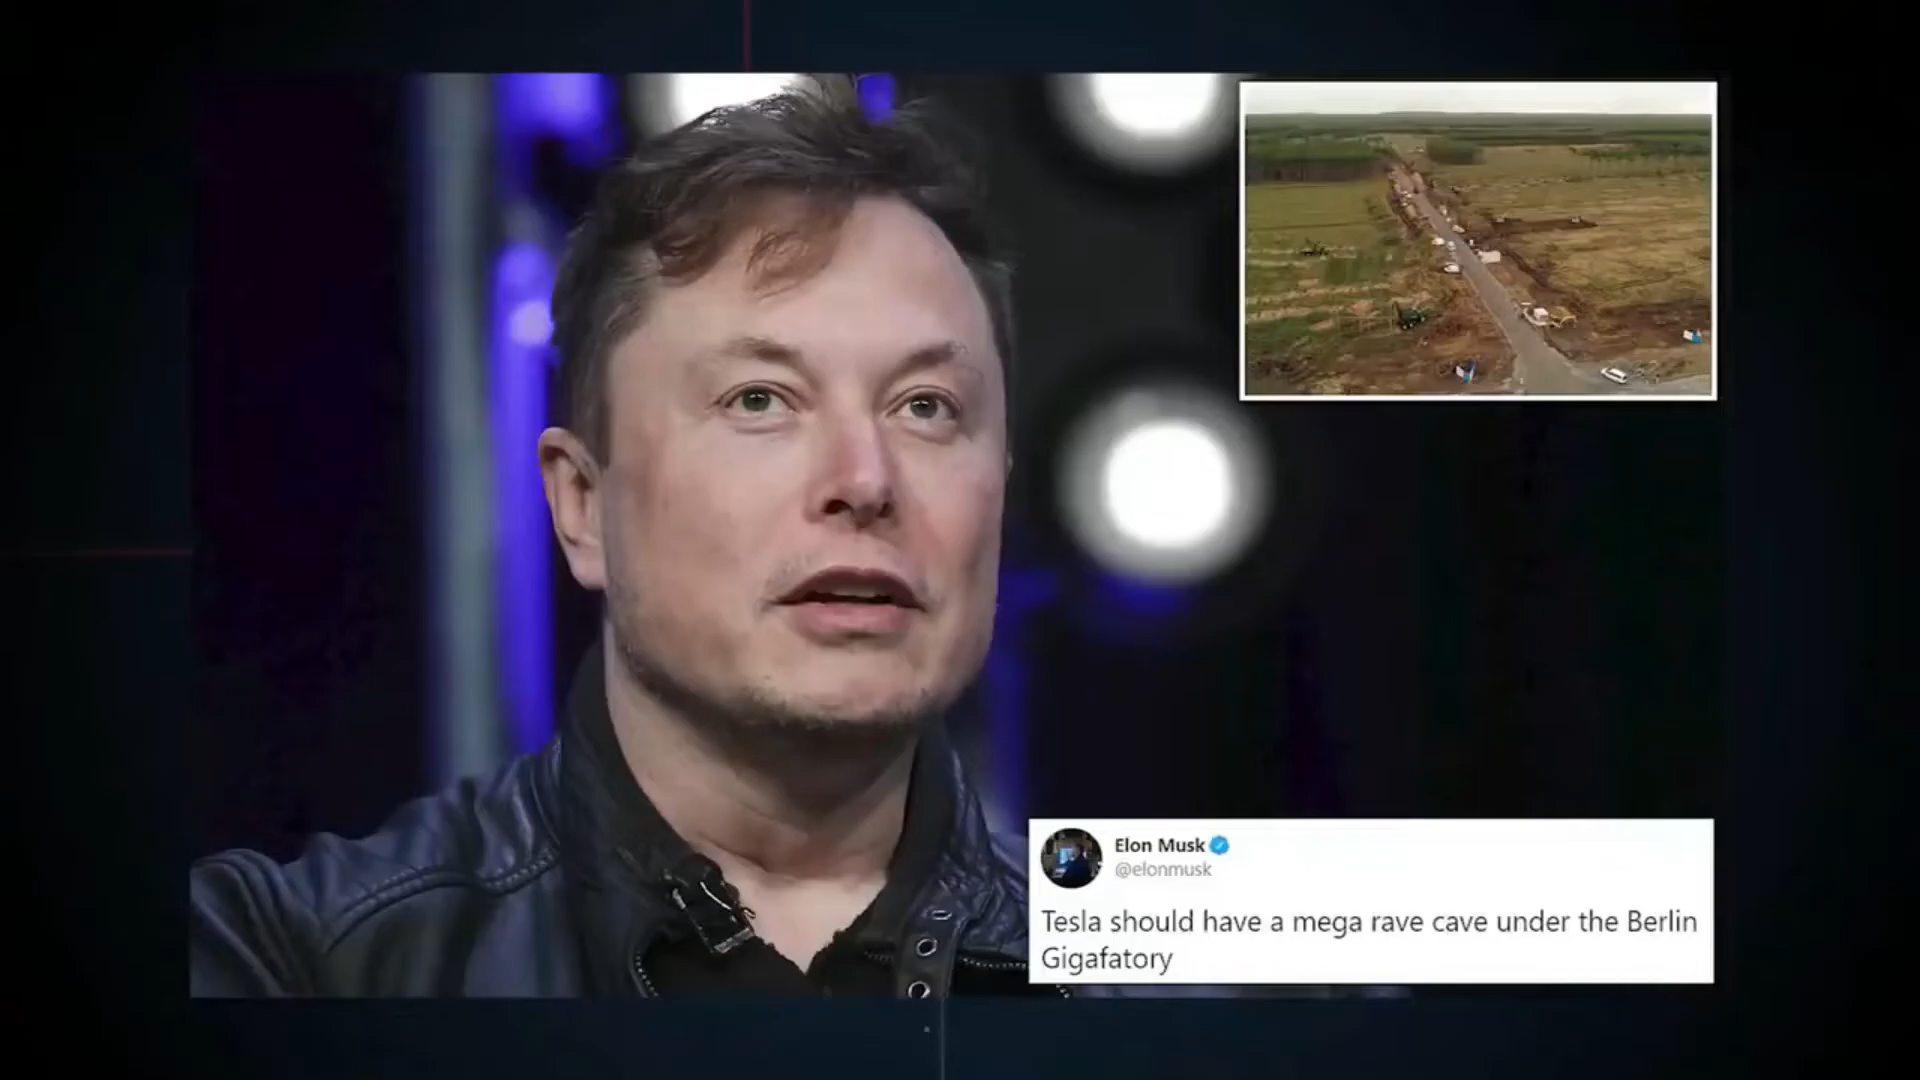 Elon Musk
@elonmusk
Tesla should have a mega rave cave under the Berlin
Gigafatory